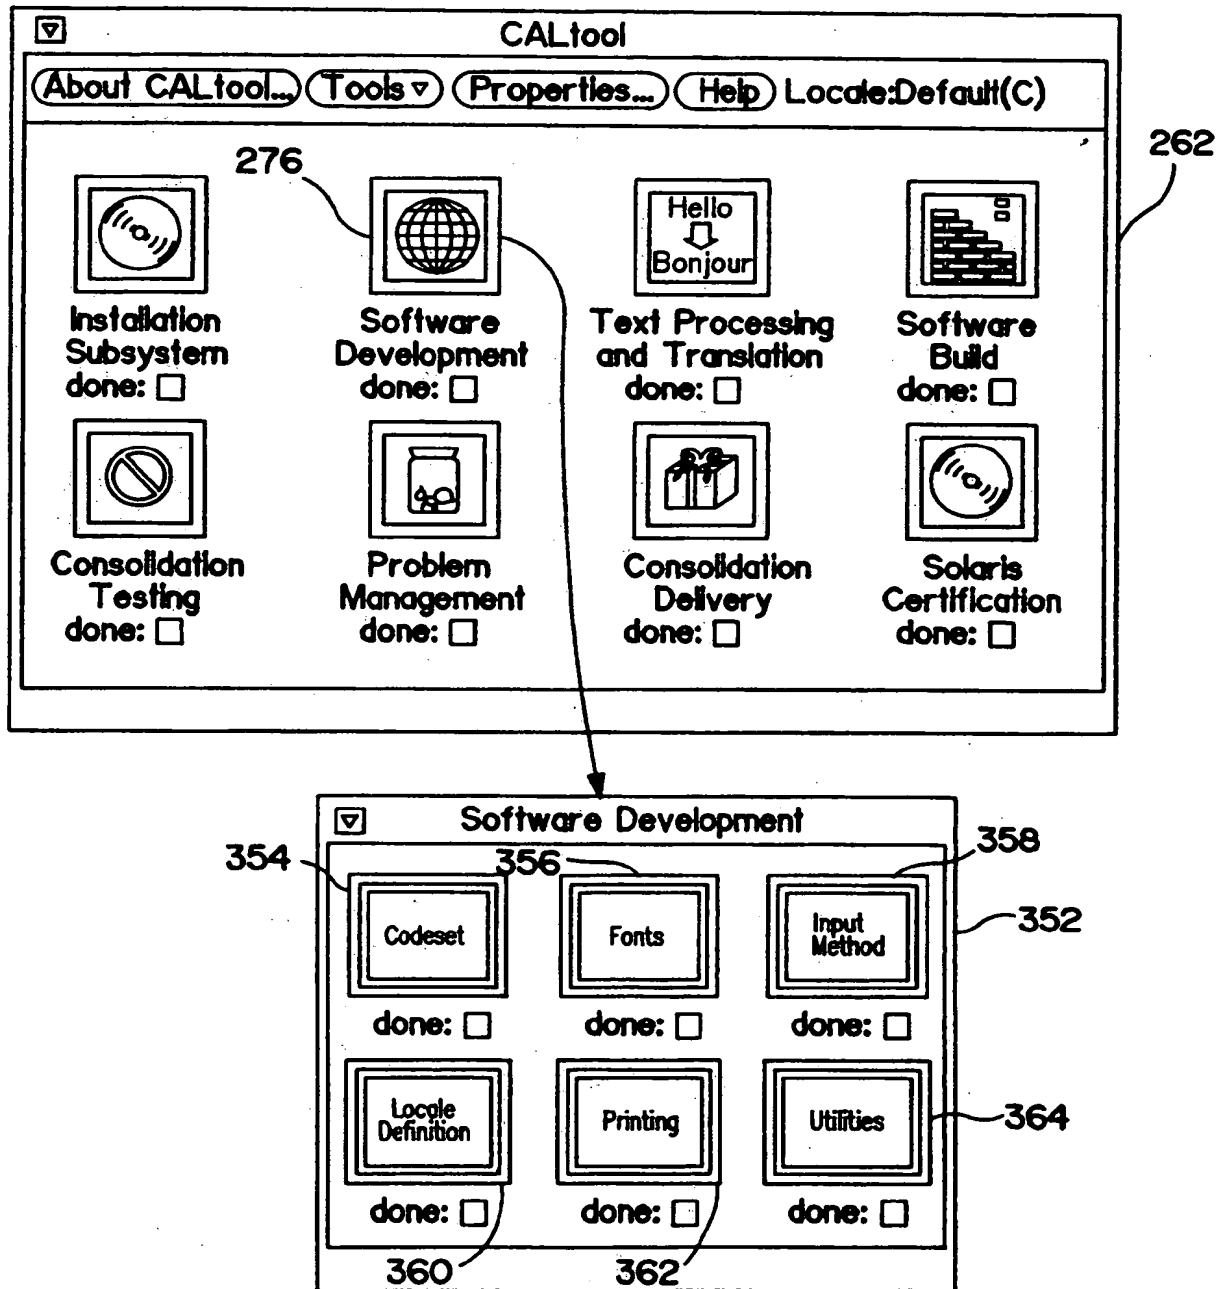 CALtool
About CALtool... Tools Properties... Help Locale:Default(C)
276
262
Hello
Bonjour
Installation
Subsystem
done:
Software
Development
done:
Text Processing
and Translation
done:
Software
Build
done:
Consolidation
Testing
done:
Problem
Management
done:
Consolidation
Delivery
done:
Solaris
Certification
done:
Software Development
354
356
358
352
Codeset
Fonts
Input
Method
done:
done:
done:
Locale
Definition
Printing
Utilities
364
done:
done:
done:
360
362